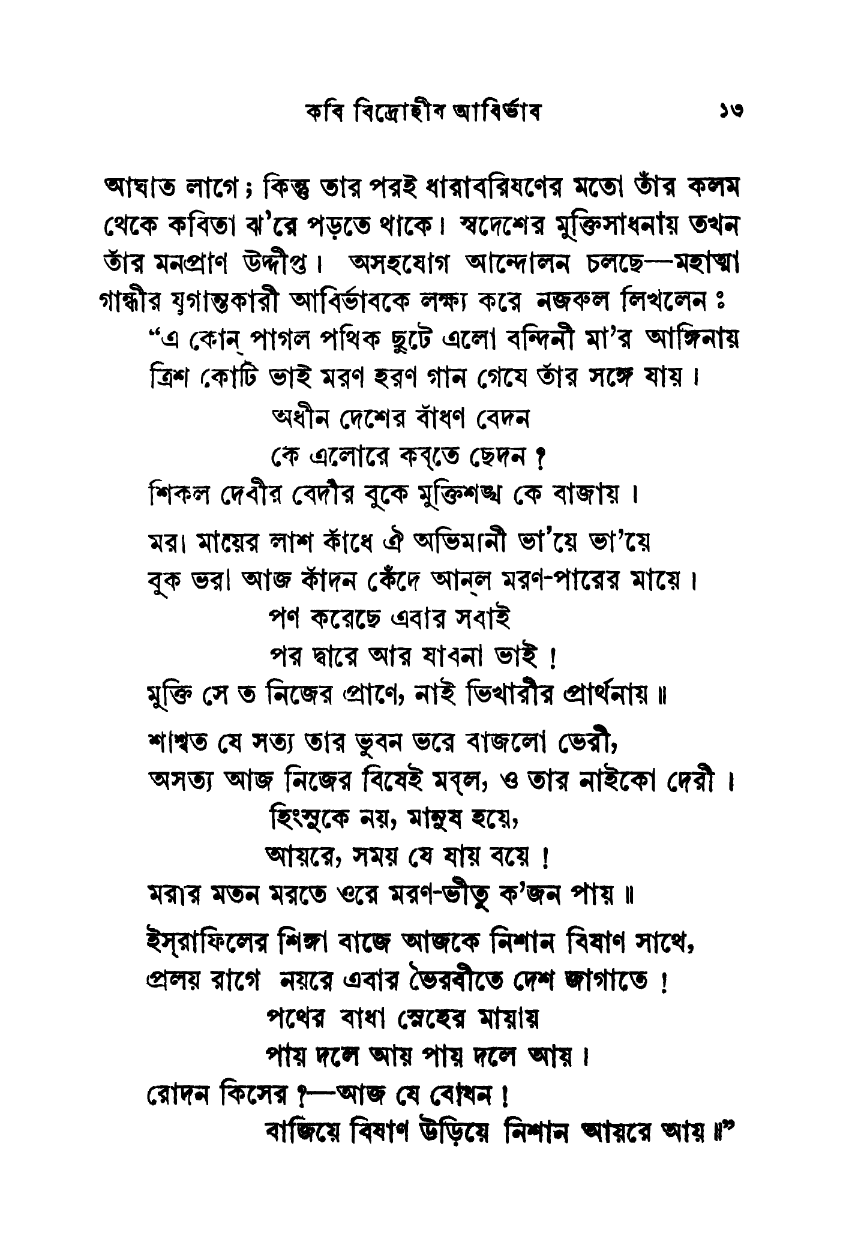 কবি বিদ্রোহীর আবির্ভাব ১৩
আঘাত লাগে; কিন্তু তার পরই ধারাবরিষণের মতো তাঁর কলম
থেকে কবিতা ঝ'রে পড়তে থাকে। স্বদেশের মুক্তিসাধনায় তখন
তাঁর মনপ্রাণ উদ্দীপ্ত। অসহযোগ আন্দোলন চলছে—মহাত্মা
গান্ধীর যুগান্তকারী আবির্ভাবকে লক্ষ্য করে নজরুল লিখলেন ঃ
“এ কোন্ পাগল পথিক ছুটে এলো বন্দিনী মা'র আঙ্গিনায়
ত্রিশ কোটি ভাই মরণ হরণ গান গেযে তাঁর সঙ্গে যায়।
অধীন দেশের বাঁধণ বেদন
কে এলোরে কর্‌তে ছেদন ?
শিকল দেবীর বেদীর বুকে মুক্তিশঙ্খ কে বাজায়।
মরা মায়ের লাশ কাঁধে ঐ অভিমানী ভা'য়ে ভা'য়ে
বুক ভরা আজ কাঁদন কেঁদে আন্‌ল মরণ-পারের মায়ে।
পণ করেছে এবার সবাই
পর দ্বারে আর যাবনা ভাই !
মুক্তি সে ত নিজের প্রাণে, নাই ভিখারীর প্রার্থনায়॥
শাশ্বত যে সত্য তার ভুবন ভরে বাজলো ভেরী,
অসত্য আজ নিজের বিষেই মর্‌ল, ও তার নাইকো দেরী।
হিংসুকে নয়, মানুষ হয়ে,
আয়রে, সময় যে যায় বয়ে !
মরার মতন মরতে ওরে মরণ-ভীতু ক'জন পায়॥
ইস্‌রাফিলের শিঙ্গা বাজে আজকে নিশান বিষাণ সাথে,
প্রলয় রাগে নয়রে এবার ভৈরবীতে দেশ জাগাতে !
পথের বাধা স্নেহের মায়ায়
পায় দলে আয় পায় দলে আয়।
রোদন কিসের ?—আজ যে বোধন !
বাজিয়ে বিষাণ উড়িয়ে নিশান আয়রে আয়॥”